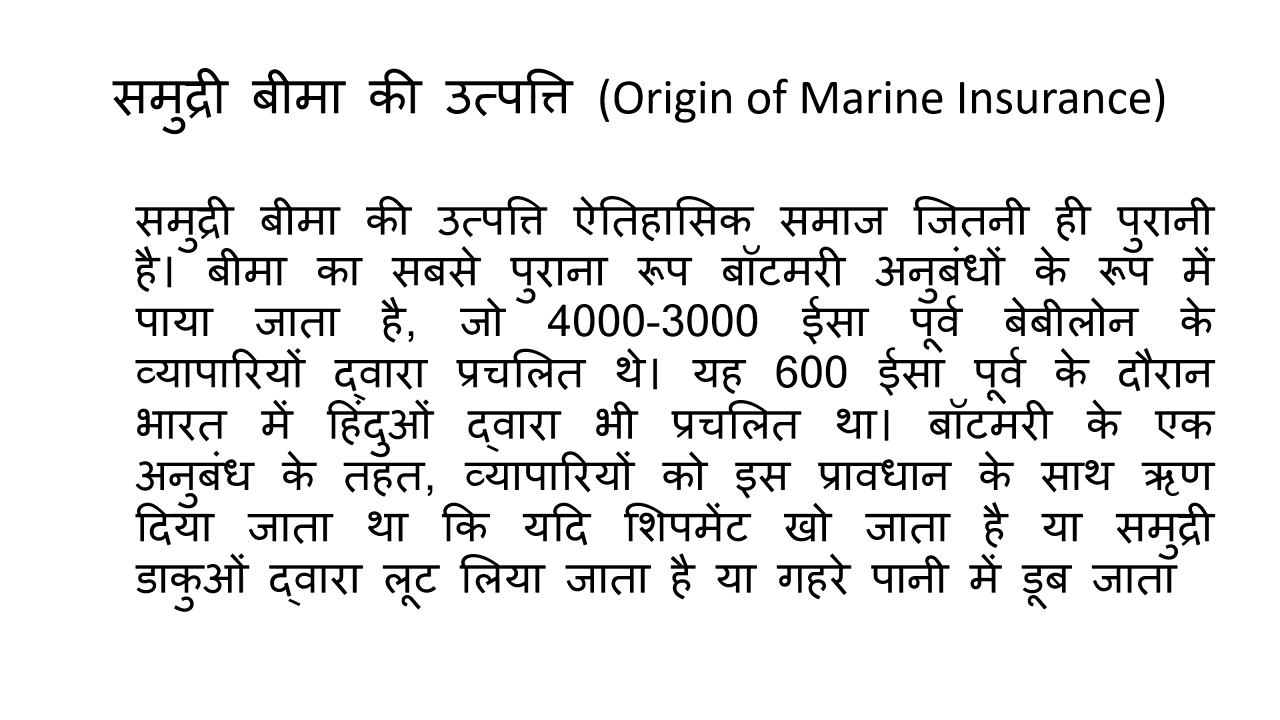 समुद्री बीमा की उत्पत्ति (Origin of Marine Insurance)
समुद्री बीमा की उत्पत्ति ऐतिहासिक समाज जितनी ही पुरानी
है। बीमा का सबसे पुराना रूप बॉटमरी अनुबंधों के रूप में
पाया जाता है, जो 4000-3000 ईसा पूर्व बेबीलोन के
व्यापारियों द्वारा प्रचलित थे। यह 600 ईसा पूर्व के दौरान
भारत में हिंदुओं द्वारा भी प्रचलित था। बॉटमरी के एक
अनुबंध के तहत, व्यापारियों को इस प्रावधान के साथ ऋण
दिया जाता था कि यदि शिपमेंट खो जाता है या समुद्री
डाकुओं द्वारा लूट लिया जाता है या गहरे पानी में डूब जाता